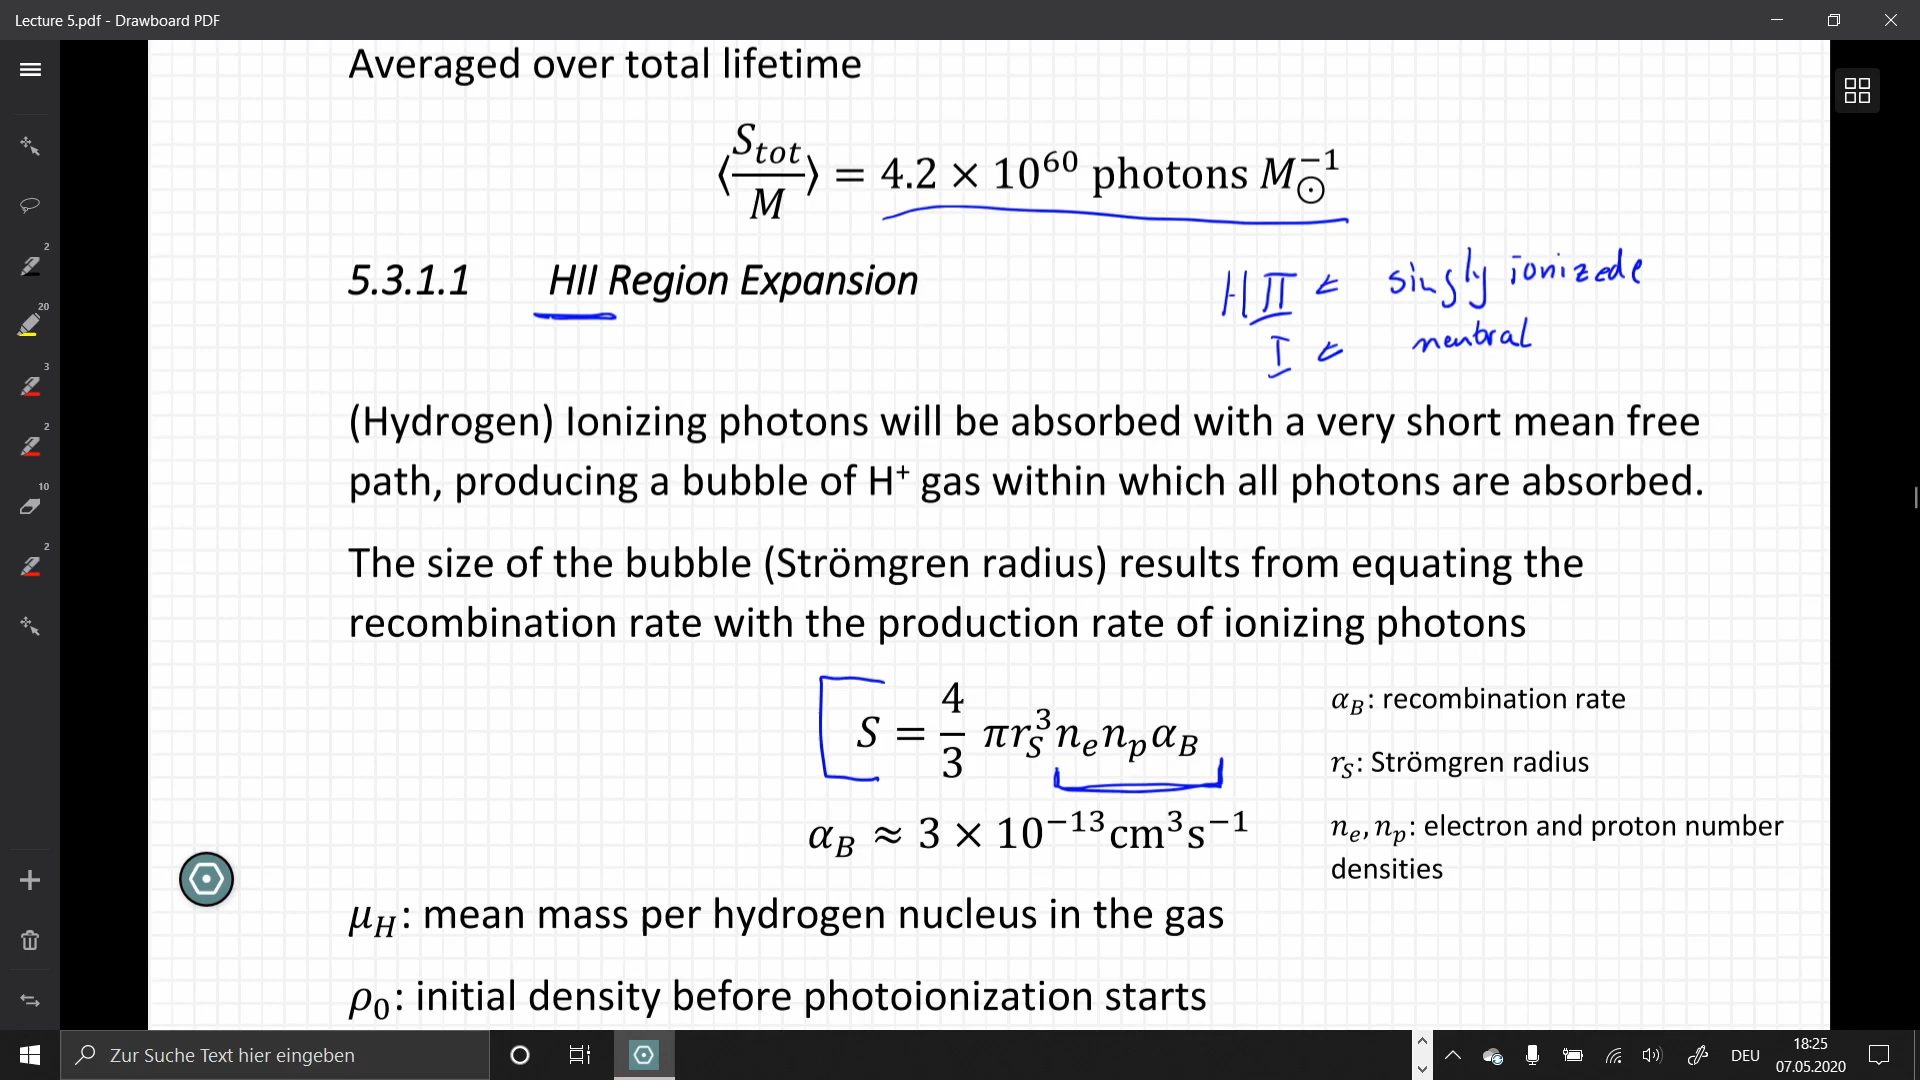 Lecture 5.pdf - Drawboard PDF
Averaged over total lifetime
⟨S_tot/M⟩ = 4.2 × 10^60 photons M_⊙^−1
5.3.1.1 HII Region Expansion
HII singly ionizede
I neutral
(Hydrogen) Ionizing photons will be absorbed with a very short mean free
path, producing a bubble of H⁺ gas within which all photons are absorbed.
The size of the bubble (Strömgren radius) results from equating the
recombination rate with the production rate of ionizing photons
S = 4/3 πr_S^3 n_e n_p α_B
α_B: recombination rate
r_S: Strömgren radius
α_B ≈ 3 × 10^−13 cm^3 s^−1
n_e, n_p: electron and proton number
densities
μ_H: mean mass per hydrogen nucleus in the gas
ρ_0: initial density before photoionization starts
2
20
3
2
10
2
Zur Suche Text hier eingeben
DEU
18:25
07.05.2020